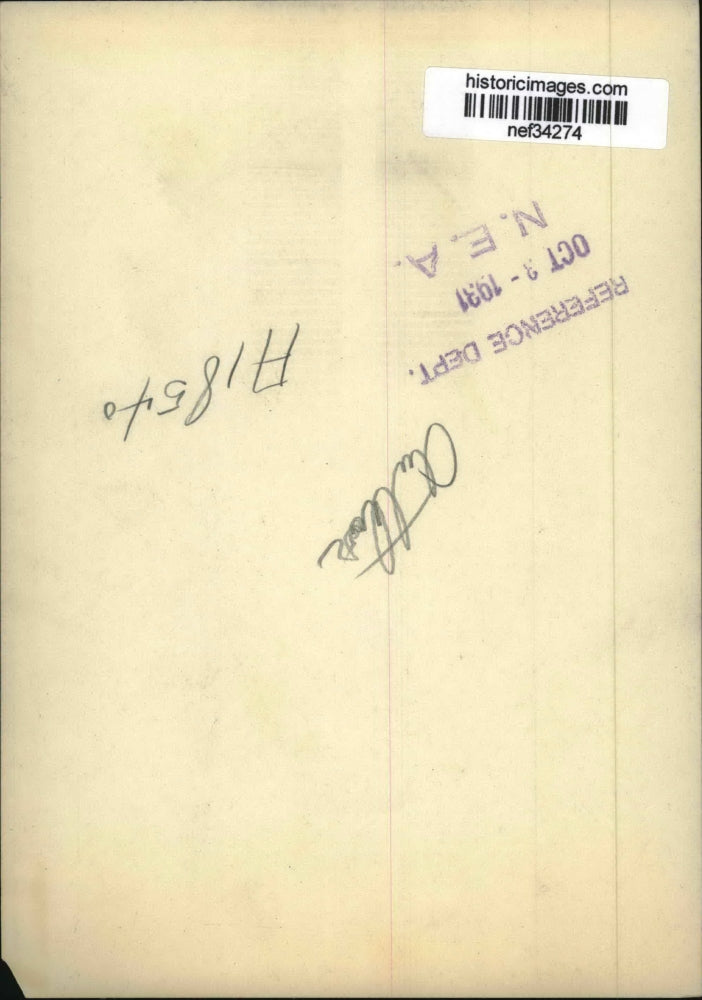 historicimages.com
nef34274
REFERENCE DEPT.
OCT 3 - 1931
N. E. A.
A18540